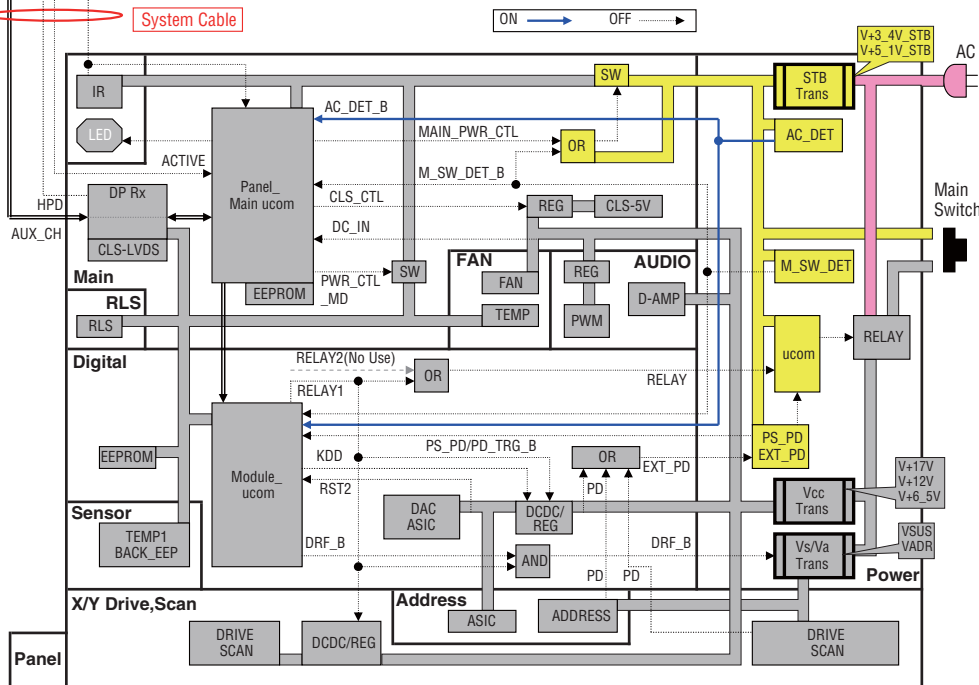 System Cable
ON
OFF
V+3_4V_STB
V+5_1V_STB
AC
IR
SW
STB
Trans
LED
AC_DET_B
MAIN_PWR_CTL
OR
AC_DET
ACTIVE
Panel_
Main ucom
M_SW_DET_B
HPD
DP Rx
CLS_CTL
REG
CLS-5V
Main
Switch
AUX_CH
CLS-LVDS
DC_IN
Main
PWR_CTL
_MD
SW
FAN
FAN
REG
AUDIO
M_SW_DET
EEPROM
D-AMP
RLS
RLS
TEMP
PWM
RELAY
ucom
Digital
RELAY2(No Use)
OR
RELAY
RELAY1
EEPROM
Module_
ucom
KDD
PS_PD/PD_TRG_B
OR
EXT_PD
PS_PD
EXT_PD
RST2
PD
V+17V
V+12V
V+6_5V
Sensor
DAC
ASIC
DCDC/
REG
Vcc
Trans
TEMP1
BACK_EEP
DRF_B
AND
DRF_B
Vs/Va
Trans
VSUS
VADR
PD
PD
Power
X/Y Drive,Scan
Address
ASIC
ADDRESS
Panel
DRIVE
SCAN
DCDC/REG
DRIVE
SCAN